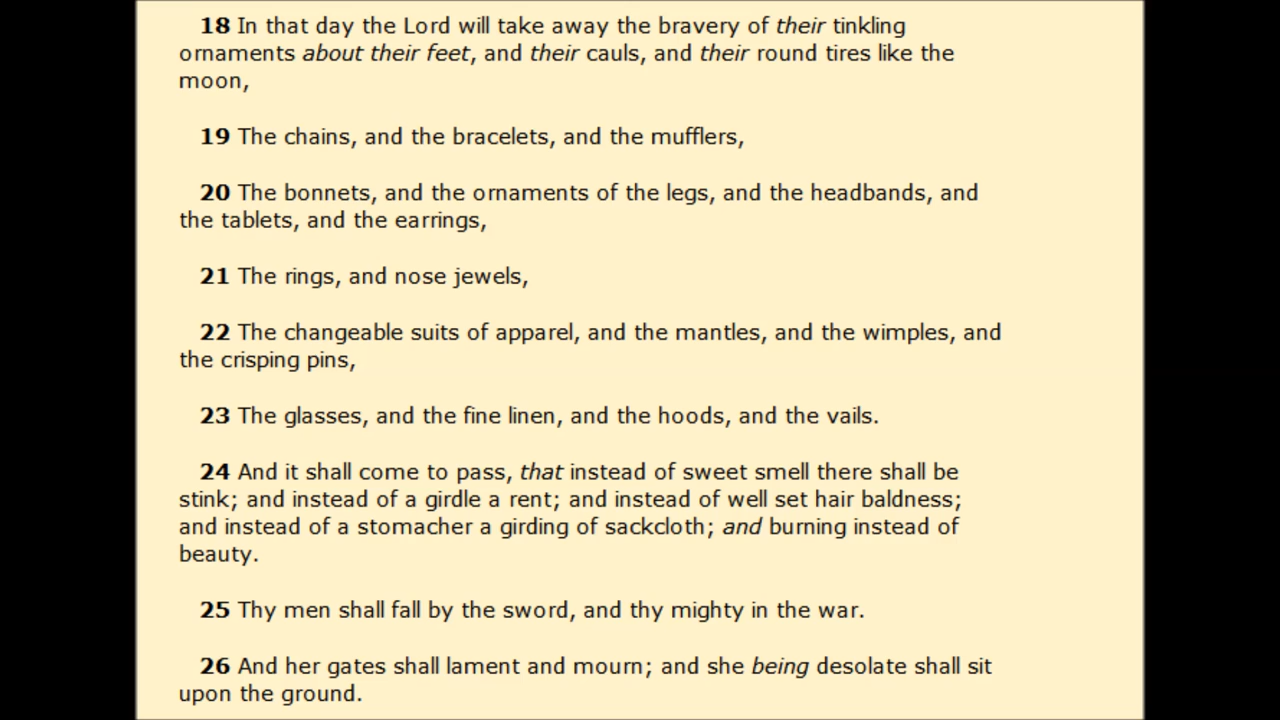 18 In that day the Lord will take away the bravery of their tinkling
ornaments about their feet, and their cauls, and their round tires like the
moon,
19 The chains, and the bracelets, and the mufflers,
20 The bonnets, and the ornaments of the legs, and the headbands, and
the tablets, and the earrings,
21 The rings, and nose jewels,
22 The changeable suits of apparel, and the mantles, and the wimples, and
the crisping pins,
23 The glasses, and the fine linen, and the hoods, and the vails.
24 And it shall come to pass, that instead of sweet smell there shall be
stink; and instead of a girdle a rent; and instead of well set hair baldness;
and instead of a stomacher a girding of sackcloth; and burning instead of
beauty.
25 Thy men shall fall by the sword, and thy mighty in the war.
26 And her gates shall lament and mourn; and she being desolate shall sit
upon the ground.